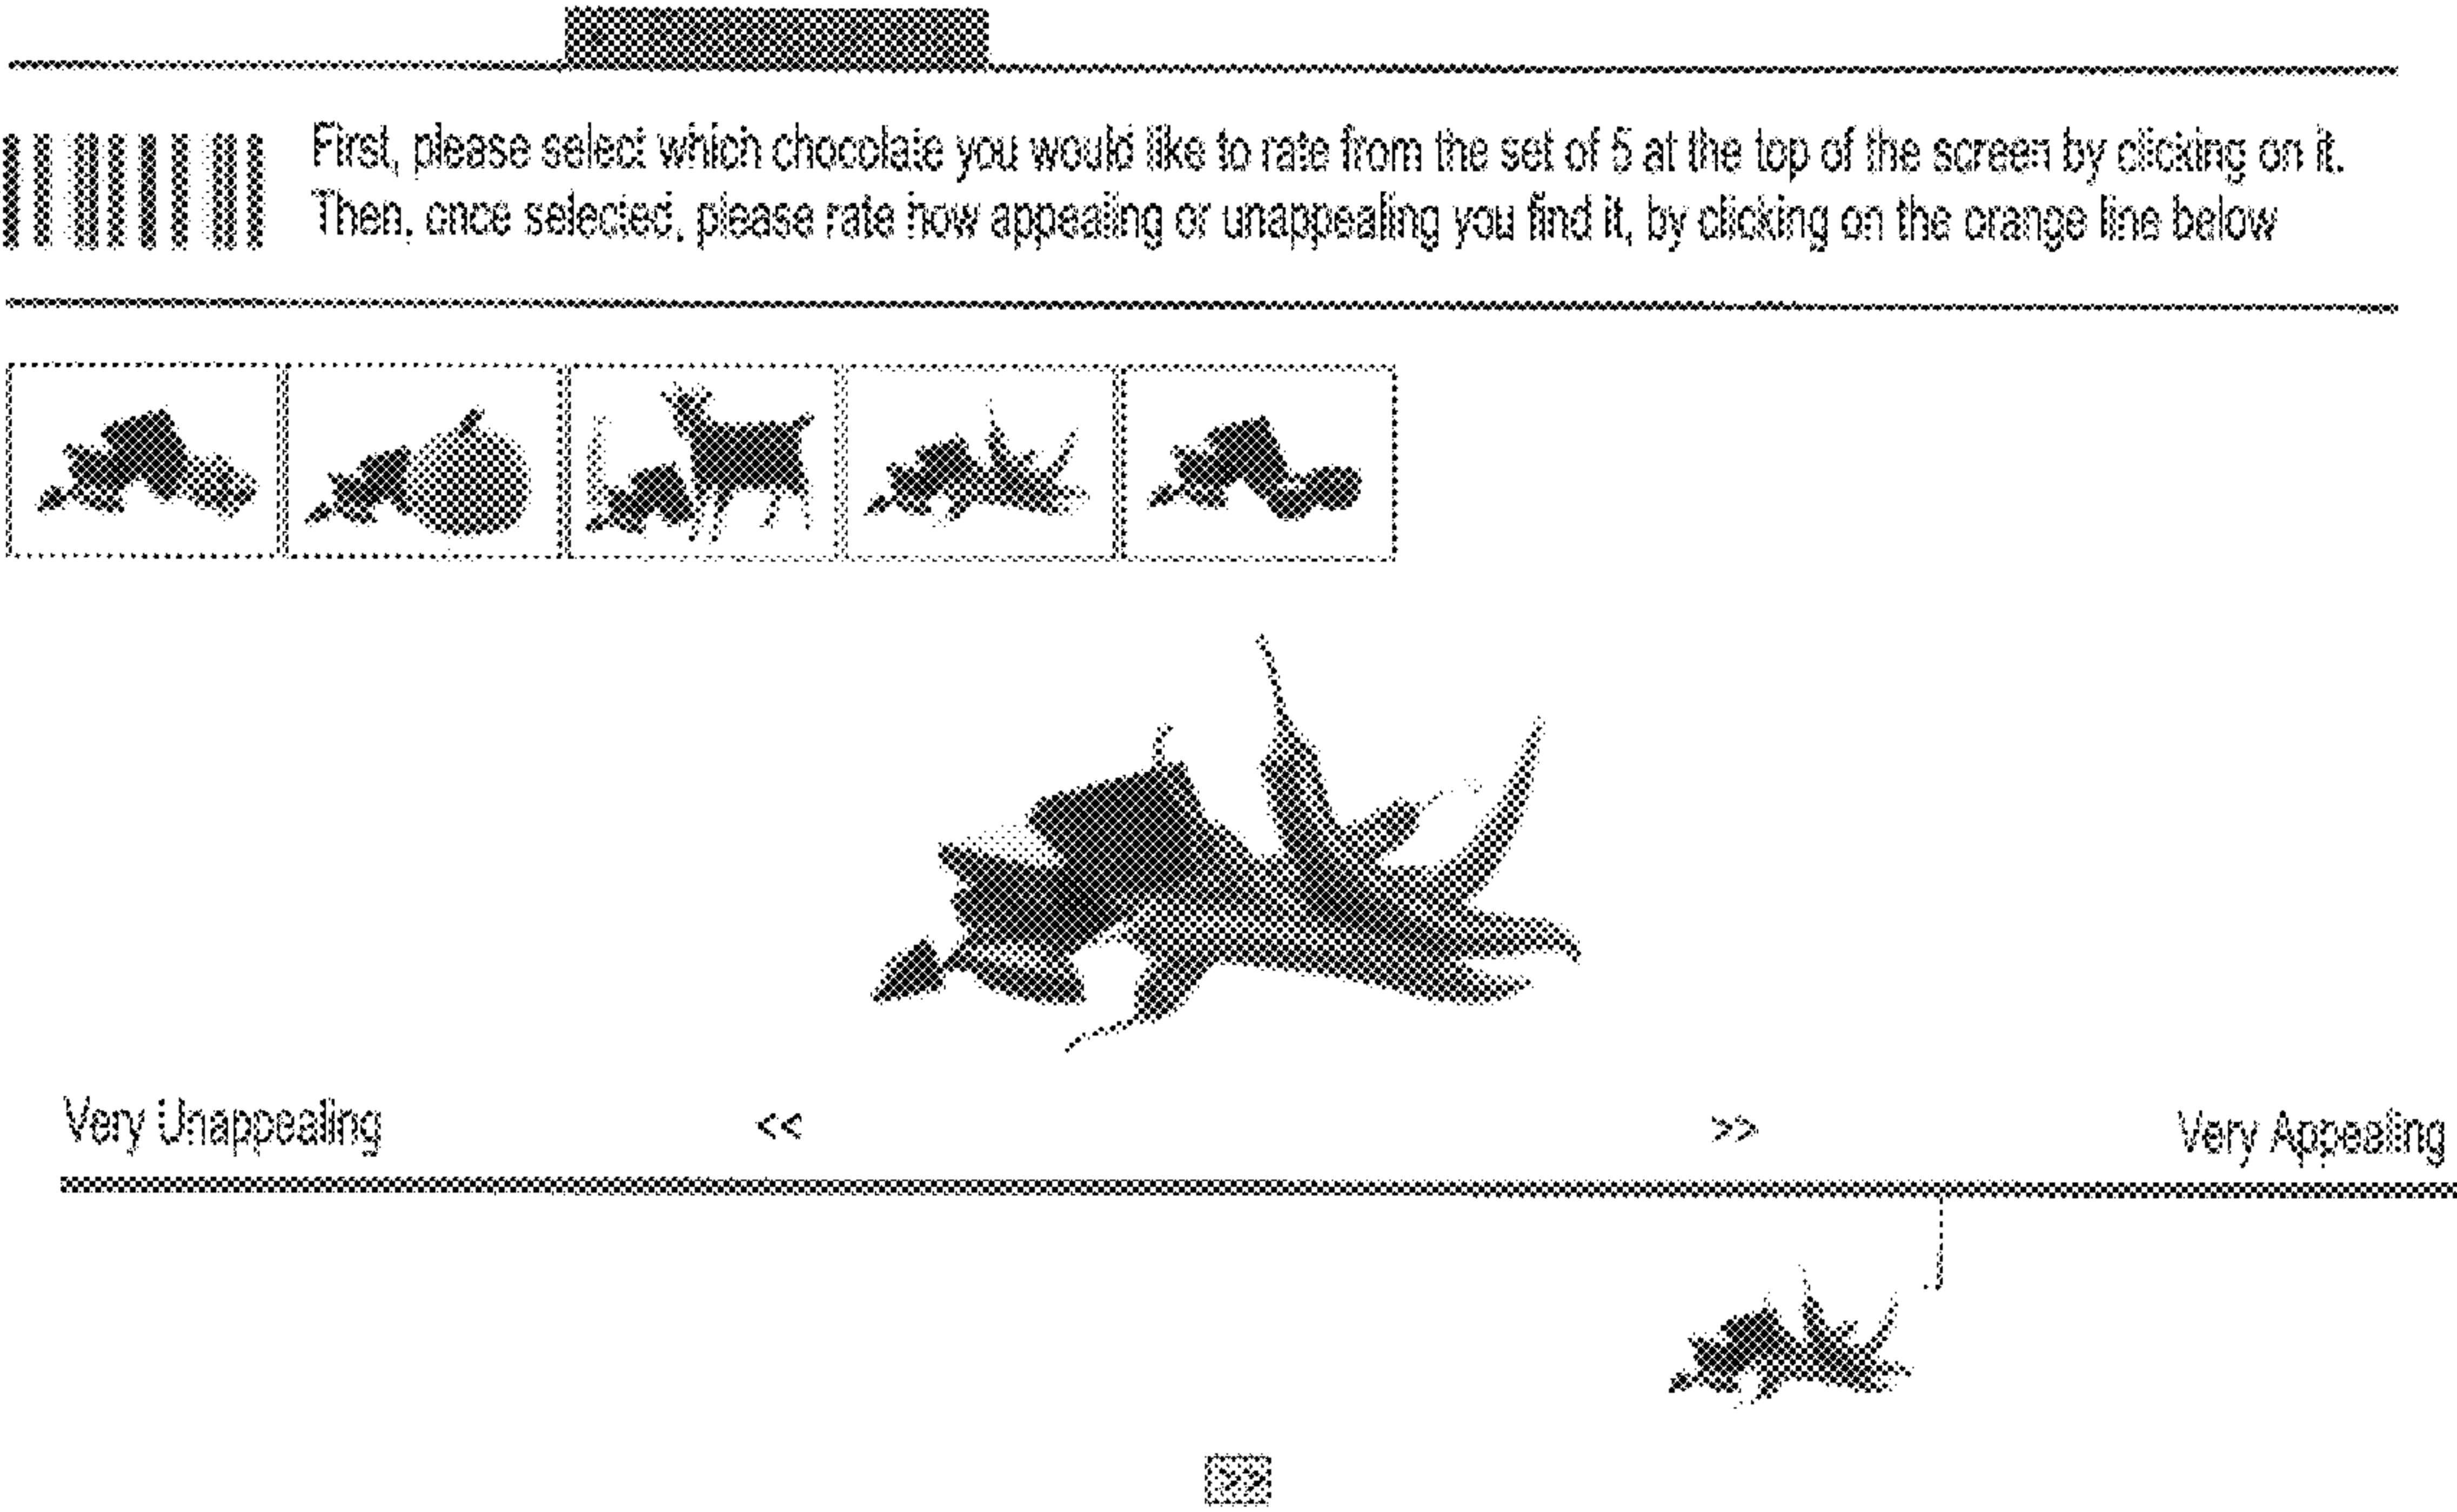 First, please select which chocolate you would like to rate from the set of 5 at the top of the screen by clicking on it.
Then, once selected, please rate how appealing or unappealing you find it, by clicking on the orange line below
Very Unappealing << >> Very Appealing
>>